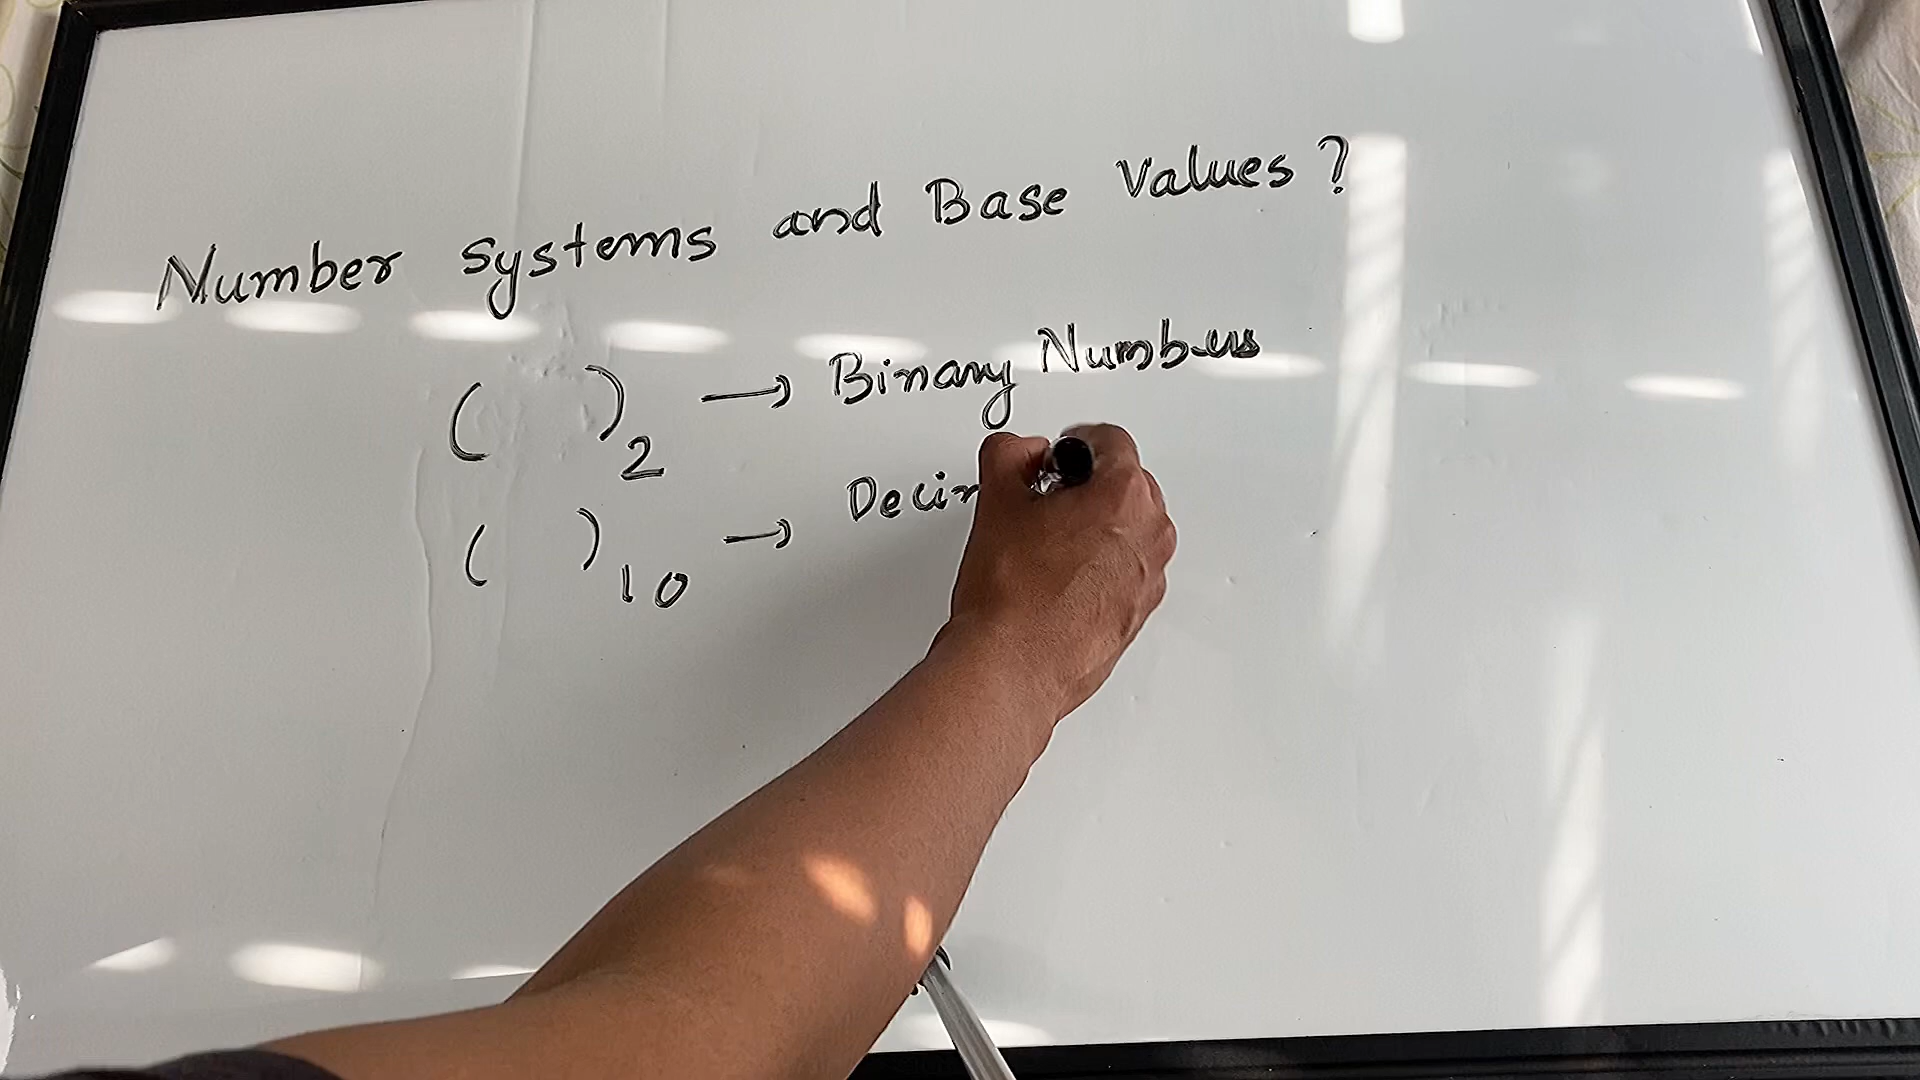 Number systems and Base Values ?
( )2 → Binary Numbers
( )10 → Decim